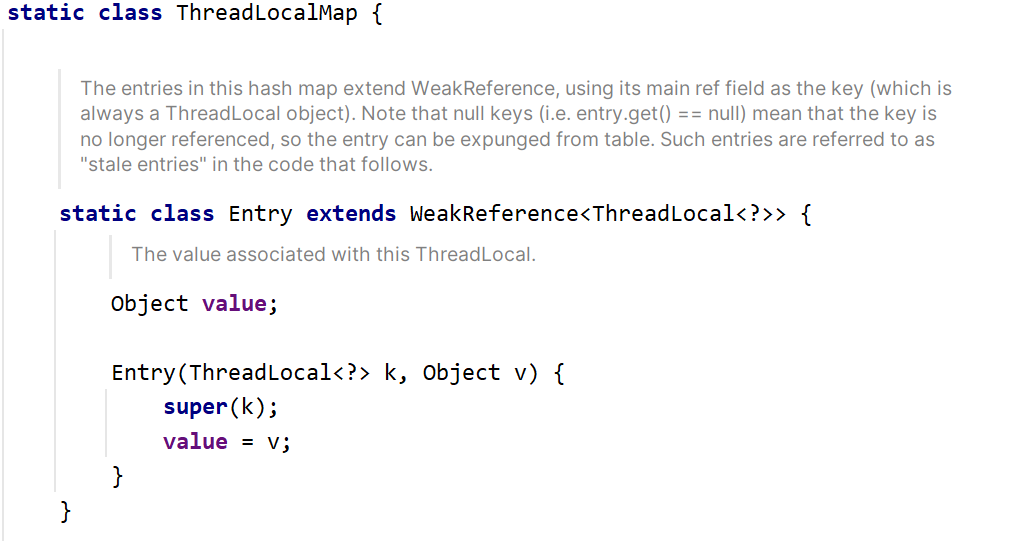 static class ThreadLocalMap {
The entries in this hash map extend WeakReference, using its main ref field as the key (which is
always a ThreadLocal object). Note that null keys (i.e. entry.get() == null) mean that the key is
no longer referenced, so the entry can be expunged from table. Such entries are referred to as
"stale entries" in the code that follows.
static class Entry extends WeakReference<ThreadLocal<?>> {
The value associated with this ThreadLocal.
Object value;
Entry(ThreadLocal<?> k, Object v) {
super(k);
value = v;
}
}